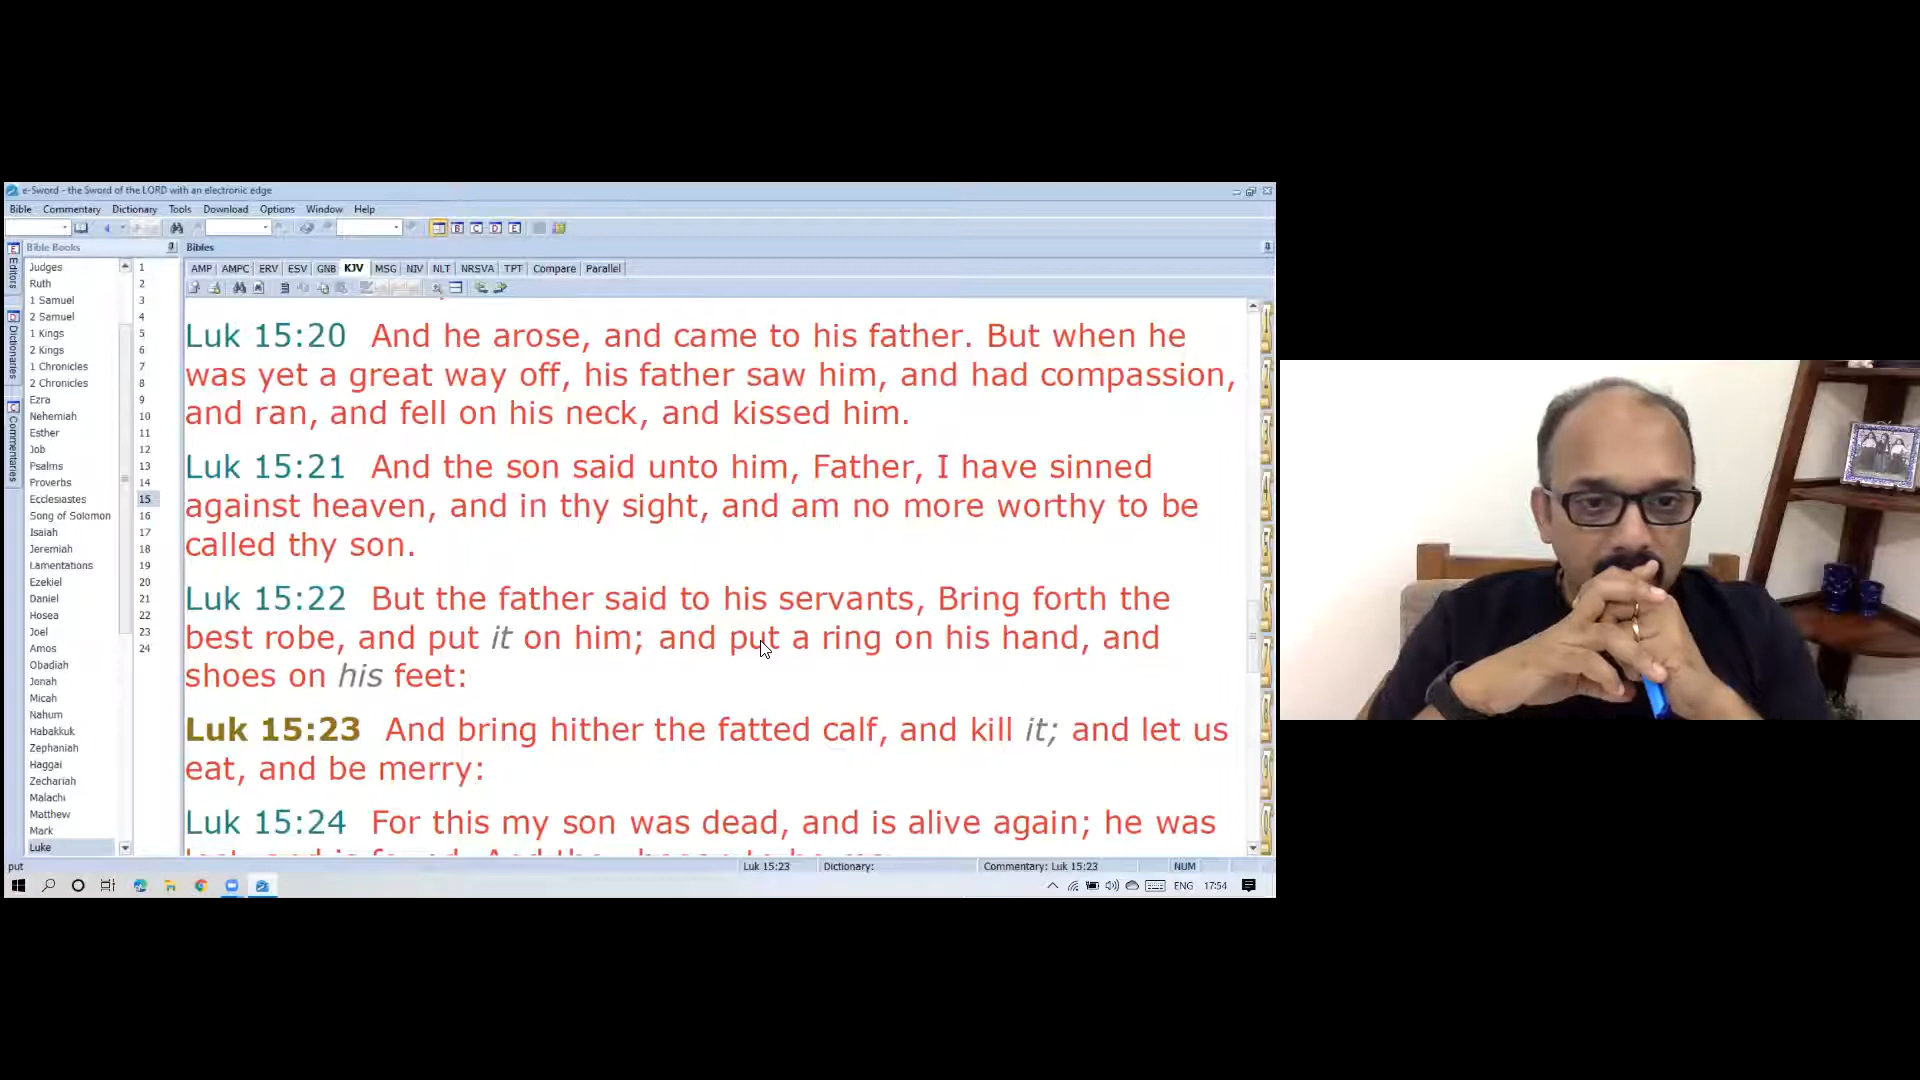 e-Sword - the Sword of the LORD with an electronic edge
Bible Commentary Dictionary Tools Download Options Window Help
Bible Books
Bibles
Editors
Dictionaries
Commentaries
AMP AMPC ERV ESV GNB KJV MSG NIV NLT NRSVA TPT Compare Parallel
Judges
Ruth
1 Samuel
2 Samuel
1 Kings
2 Kings
1 Chronicles
2 Chronicles
Ezra
Nehemiah
Esther
Job
Psalms
Proverbs
Ecclesiastes
Song of Solomon
Isaiah
Jeremiah
Lamentations
Ezekiel
Daniel
Hosea
Joel
Amos
Obadiah
Jonah
Micah
Nahum
Habakkuk
Zephaniah
Haggai
Zechariah
Malachi
Matthew
Mark
Luke
1
2
3
4
5
6
7
8
9
10
11
12
13
14
15
16
17
18
19
20
21
22
23
24
Luk 15:20 And he arose, and came to his father. But when he
was yet a great way off, his father saw him, and had compassion,
and ran, and fell on his neck, and kissed him.
Luk 15:21 And the son said unto him, Father, I have sinned
against heaven, and in thy sight, and am no more worthy to be
called thy son.
Luk 15:22 But the father said to his servants, Bring forth the
best robe, and put it on him; and put a ring on his hand, and
shoes on his feet:
Luk 15:23 And bring hither the fatted calf, and kill it; and let us
eat, and be merry:
Luk 15:24 For this my son was dead, and is alive again; he was
put
Luk 15:23
Dictionary:
Commentary: Luk 15:23
NUM
ENG 17:54